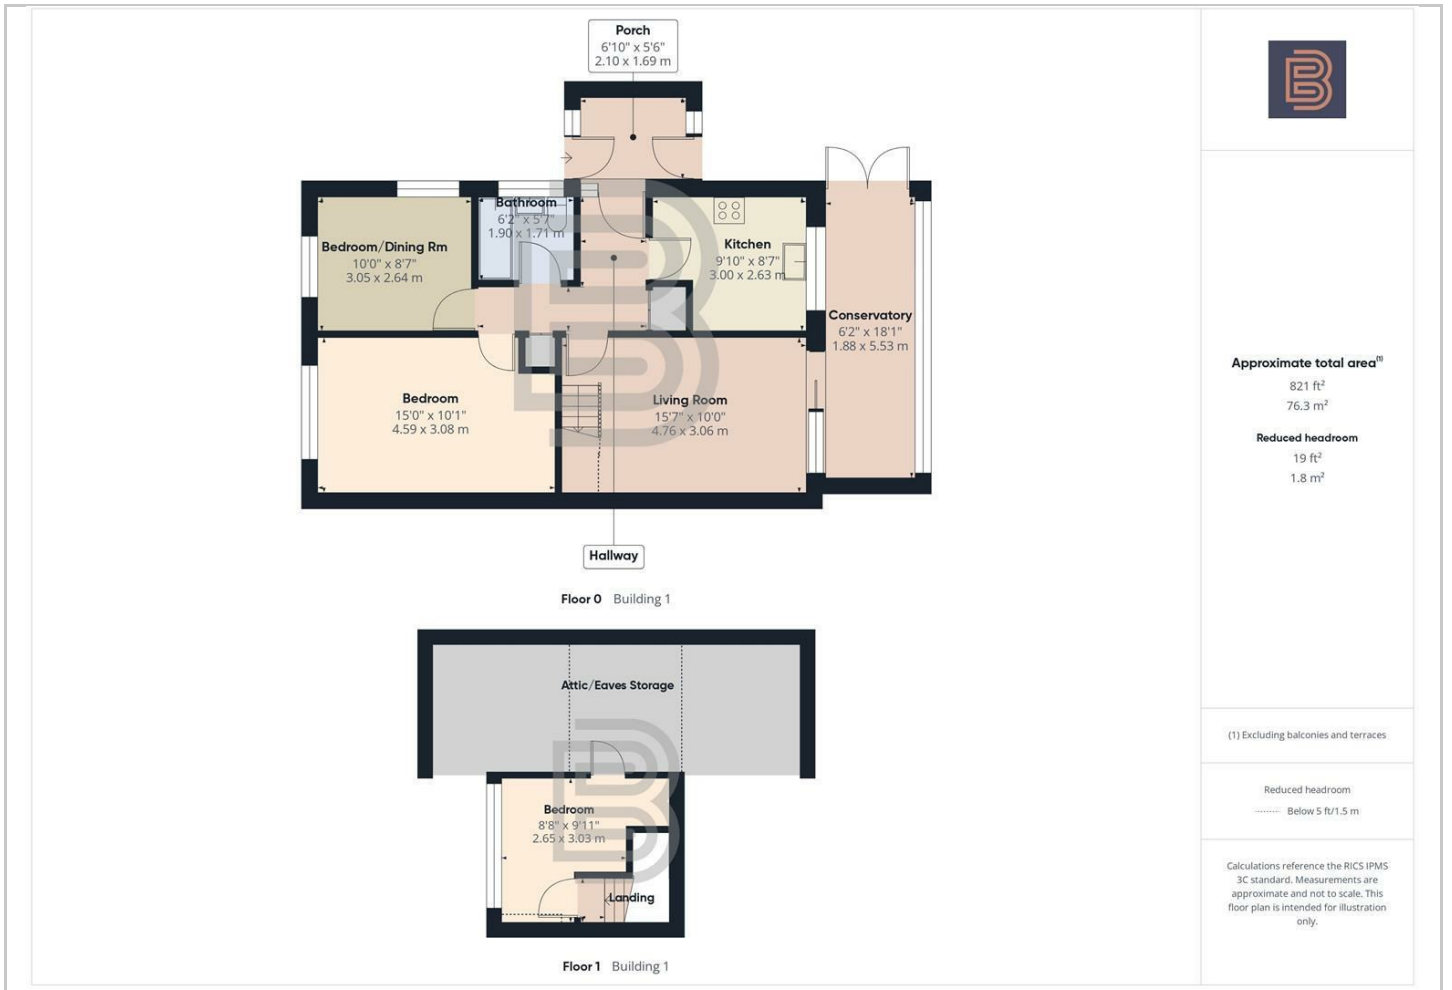 Porch
6'10" x 5'6"
2.10 x 1.69 m
Bathroom
6'2" x 5'7"
1.90 x 1.71 m
Bedroom/Dining Rm
10'0" x 8'7"
3.05 x 2.64 m
Kitchen
9'10" x 8'7"
3.00 x 2.63 m
Conservatory
6'2" x 18'1"
1.88 x 5.53 m
Bedroom
15'0" x 10'1"
4.59 x 3.08 m
Living Room
15'7" x 10'0"
4.76 x 3.06 m
Hallway
Floor 0 Building 1
Attic/Eaves Storage
Bedroom
8'8" x 9'11"
2.65 x 3.03 m
Landing
Floor 1 Building 1
B
Approximate total area(1)
821 ft²
76.3 m²
Reduced headroom
19 ft²
1.8 m²
(1) Excluding balconies and terraces
Reduced headroom
Below 5 ft/1.5 m
Calculations reference the RICS IPMS
3C standard. Measurements are
approximate and not to scale. This
floor plan is intended for illustration
only.